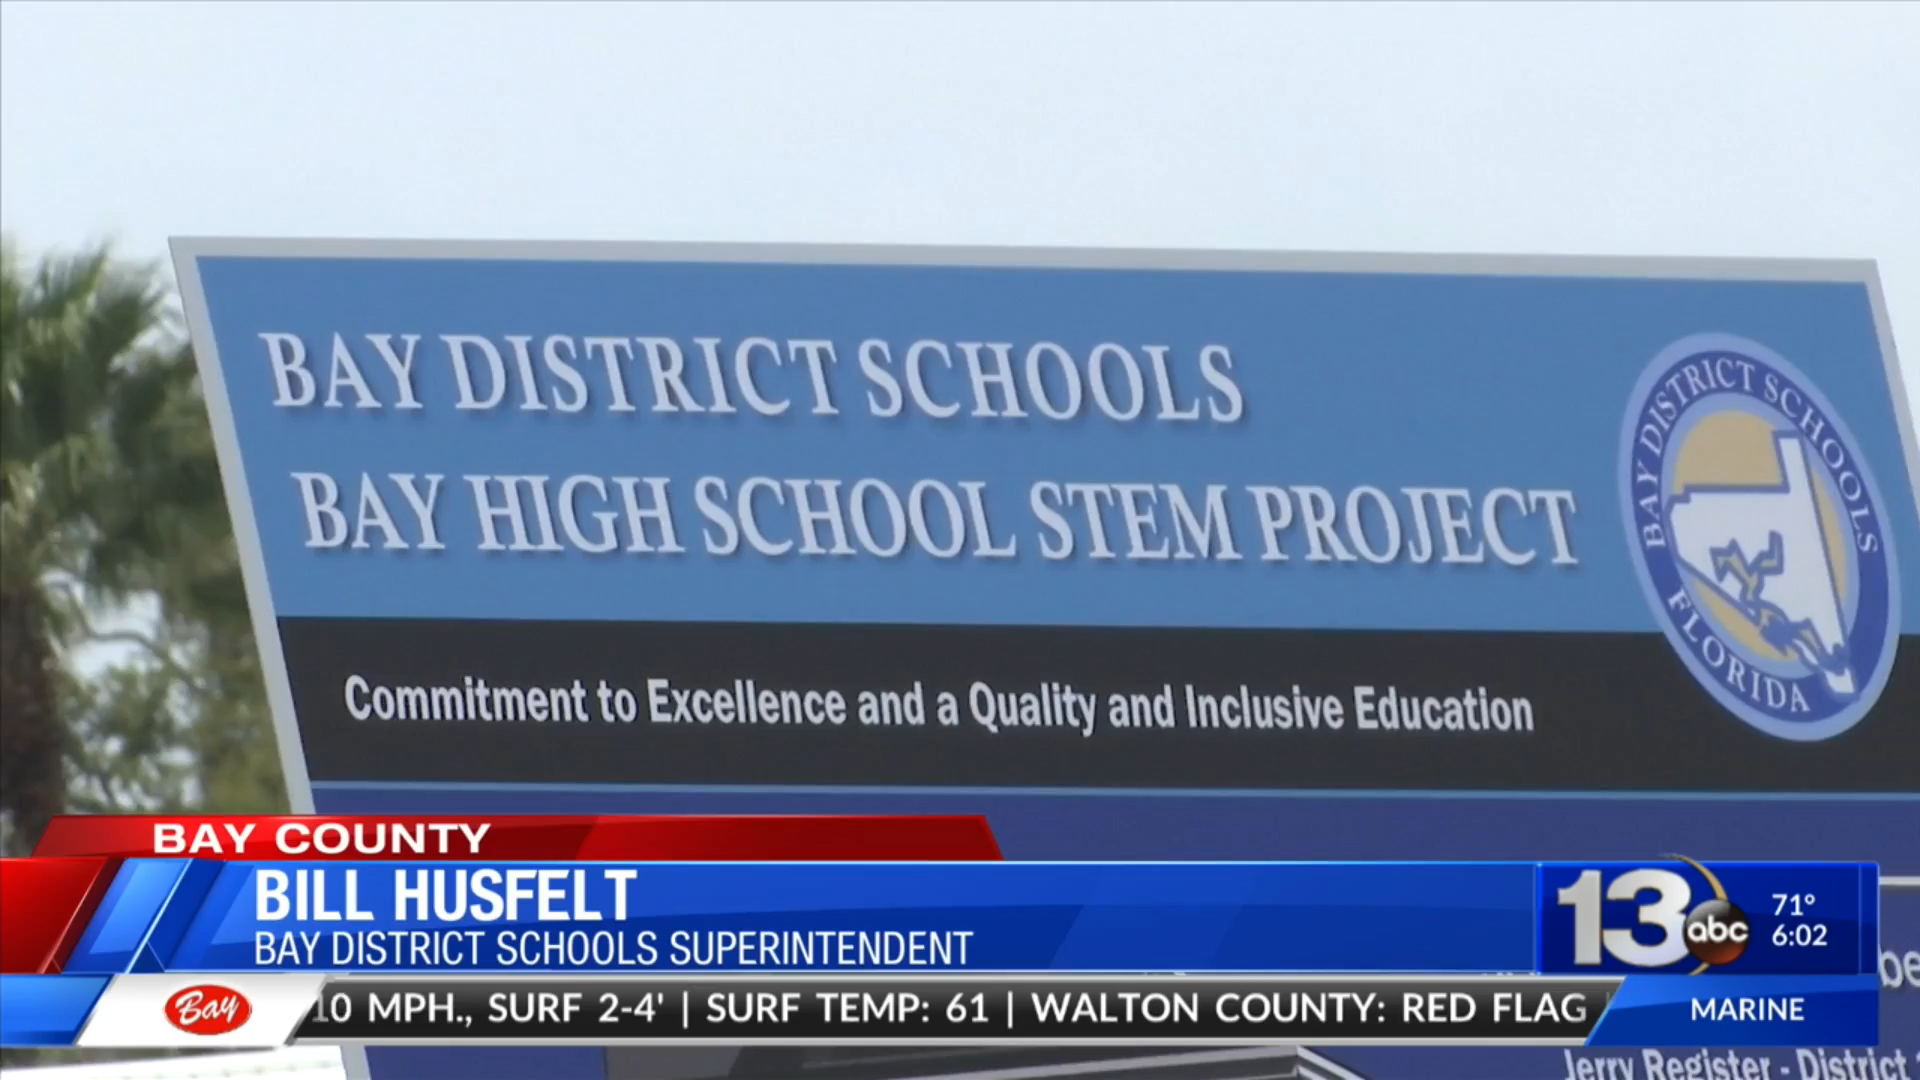 BAY DISTRICT SCHOOLS
BAY HIGH SCHOOL STEM PROJECT
Commitment to Excellence and a Quality and Inclusive Education
BAY DISTRICT SCHOOLS
FLORIDA
BAY COUNTY
BILL HUSFELT
BAY DISTRICT SCHOOLS SUPERINTENDENT
13 abc
71°
6:02
Bay
10 MPH., SURF 2-4' | SURF TEMP: 61 | WALTON COUNTY: RED FLAG
MARINE
Jerry Register - District